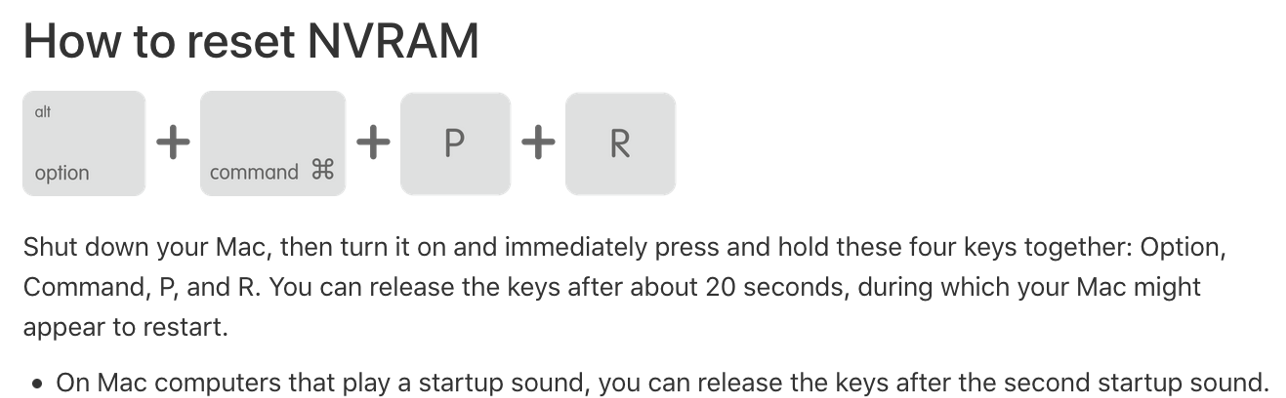 How to reset NVRAM
alt
option + command ⌘ + P + R
Shut down your Mac, then turn it on and immediately press and hold these four keys together: Option,
Command, P, and R. You can release the keys after about 20 seconds, during which your Mac might
appear to restart.
• On Mac computers that play a startup sound, you can release the keys after the second startup sound.